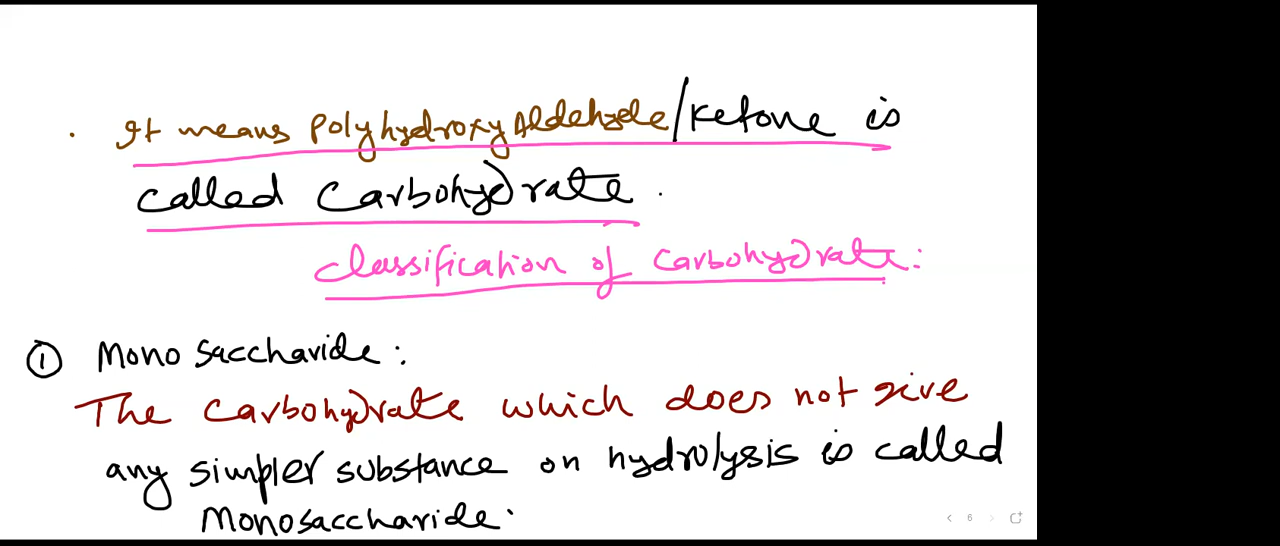 . It means Polyhydroxy Aldehyde/Ketone is
called Carbohydrate.
classification of Carbohydrate:
① Mono saccharide:
The Carbohydrate which does not give
any simpler substance on hydrolysis is called
Monosaccharide.
< 6 >